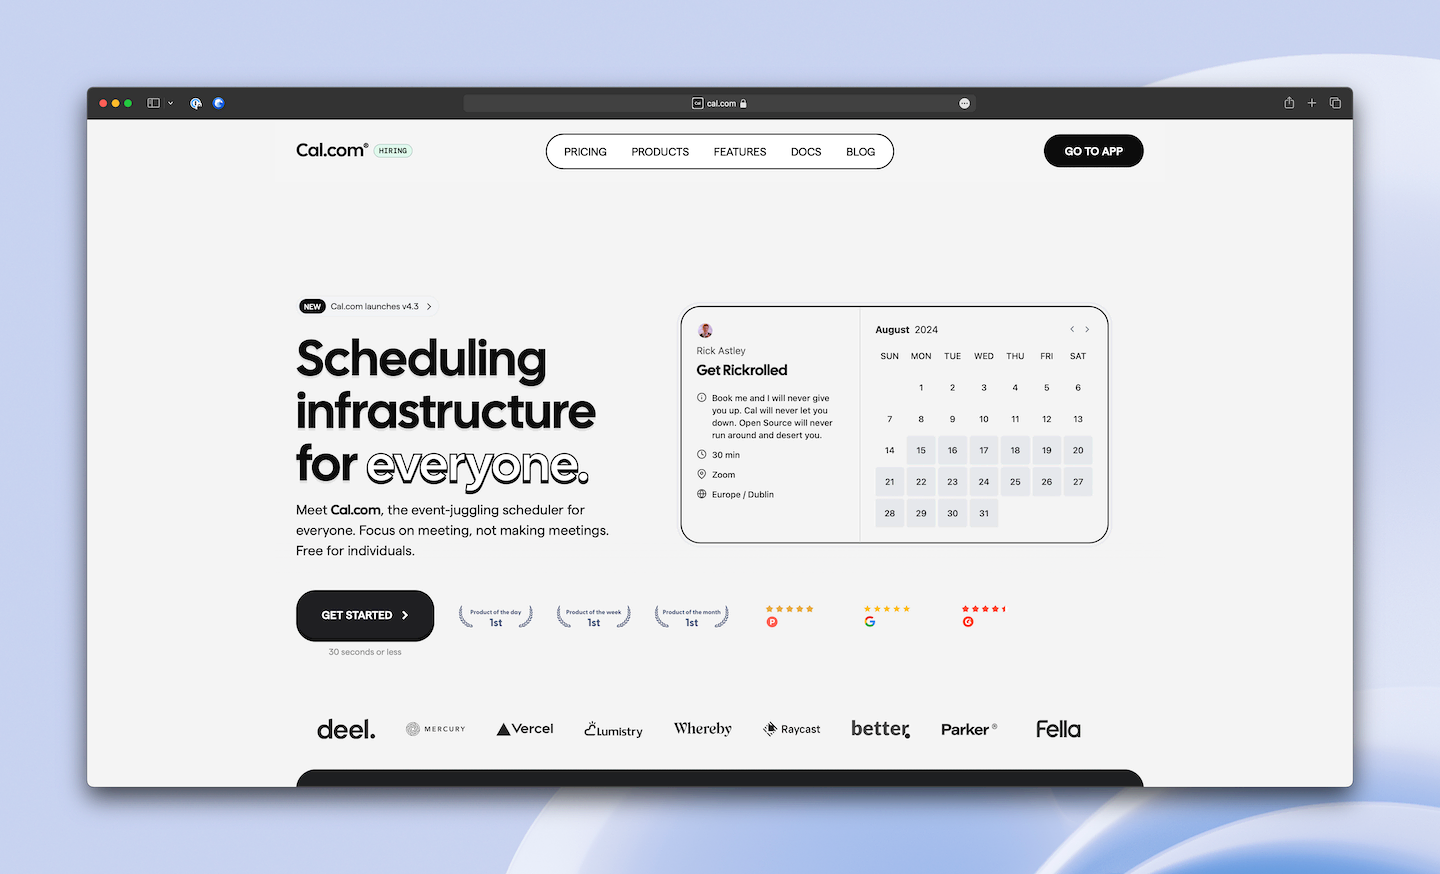 cal.com
Cal.com® HIRING
PRICING PRODUCTS FEATURES DOCS BLOG
GO TO APP
NEW Cal.com launches v4.3
Scheduling
infrastructure
for everyone.
Meet Cal.com, the event-juggling scheduler for
everyone. Focus on meeting, not making meetings.
Free for individuals.
GET STARTED
30 seconds or less
Product of the day
1st
Product of the week
1st
Product of the month
1st
P
G
Rick Astley
Get Rickrolled
Book me and I will never give
you up. Cal will never let you
down. Open Source will never
run around and desert you.
30 min
Zoom
Europe / Dublin
August 2024
SUN MON TUE WED THU FRI SAT
1 2 3 4 5 6
7 8 9 10 11 12 13
14 15 16 17 18 19 20
21 22 23 24 25 26 27
28 29 30 31
deel.
MERCURY
Vercel
Lumistry
Whereby
Raycast
better.
Parker®
Fella